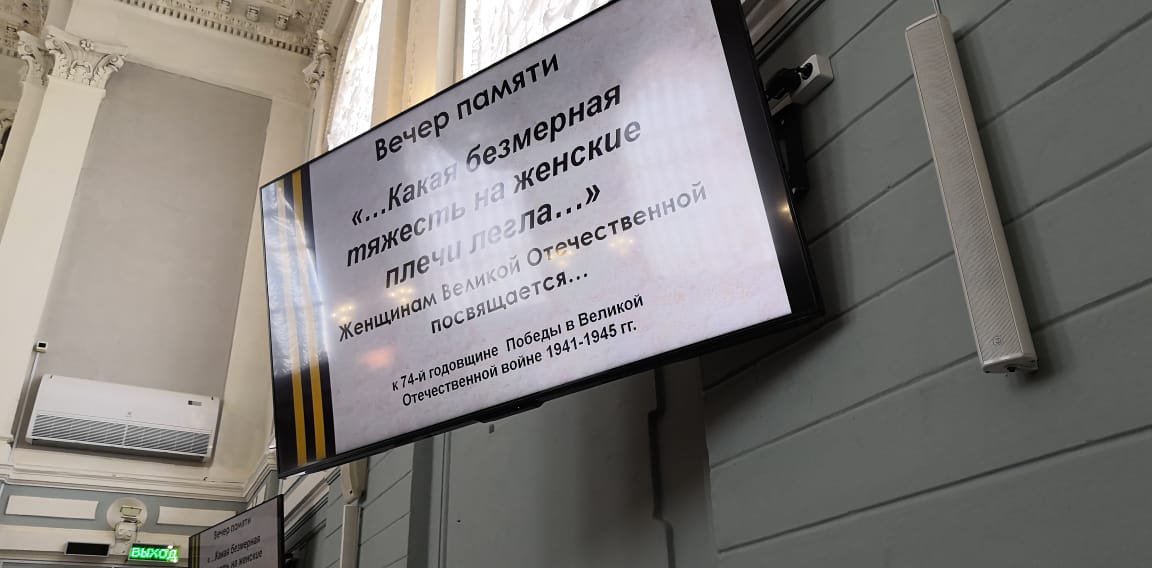 Вечер памяти
«...Какая безмерная
тяжесть на женские
плечи легла...»
Женщинам Великой Отечественной
посвящается...
к 74-й годовщине Победы в Великой
Отечественной войне 1941-1945 гг.
ВЫХОД
Вечер памяти
«...Какая безмерная
тяжесть на женские